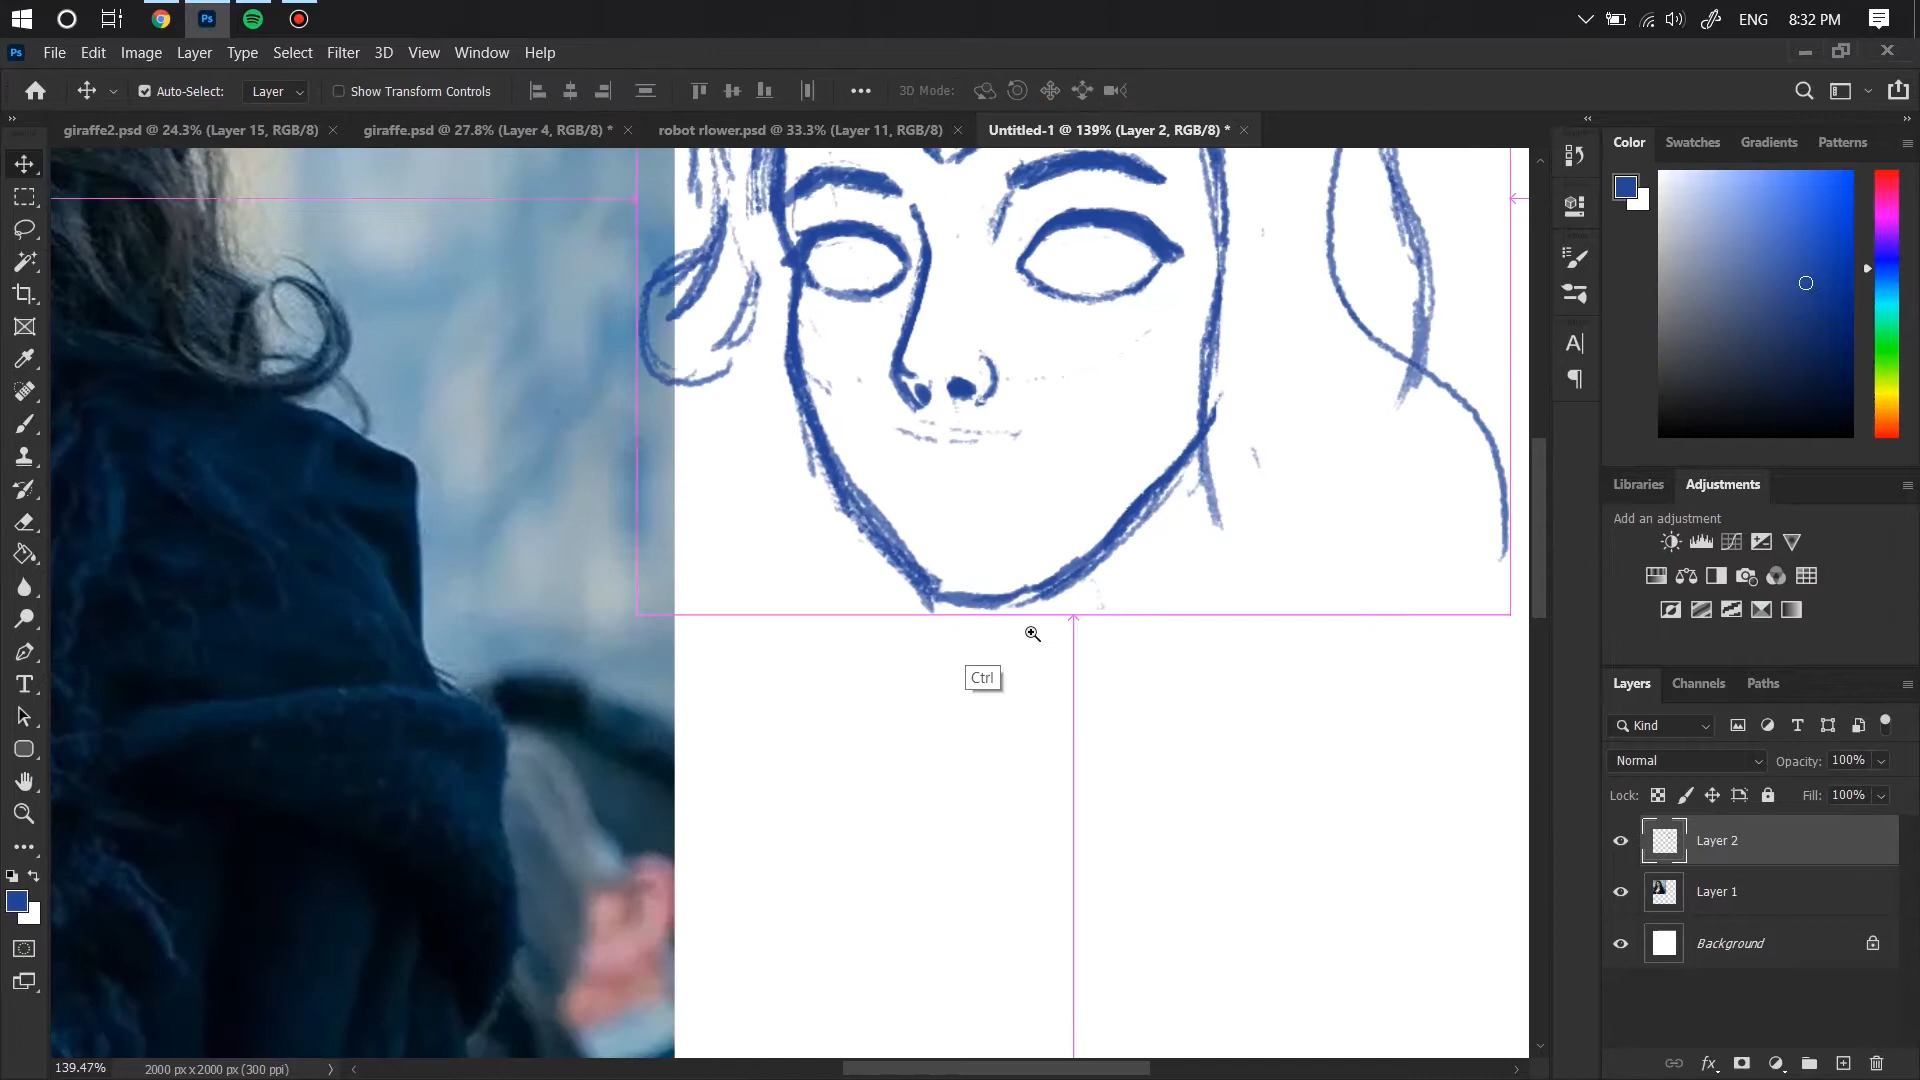 ENG
8:32 PM
Ps
File Edit Image Layer Type Select Filter 3D View Window Help
Auto-Select: Layer Show Transform Controls 3D Mode:
giraffe2.psd @ 24.3% (Layer 15, RGB/8) giraffe.psd @ 27.8% (Layer 4, RGB/8) * robot rlower.psd @ 33.3% (Layer 11, RGB/8) Untitled-1 @ 139% (Layer 2, RGB/8) *
Color Swatches Gradients Patterns
Libraries Adjustments
Add an adjustment
Ctrl
Layers Channels Paths
Kind
Normal Opacity: 100%
Lock: Fill: 100%
Layer 2
Layer 1
Background
139.47% 2000 px x 2000 px (300 ppi)